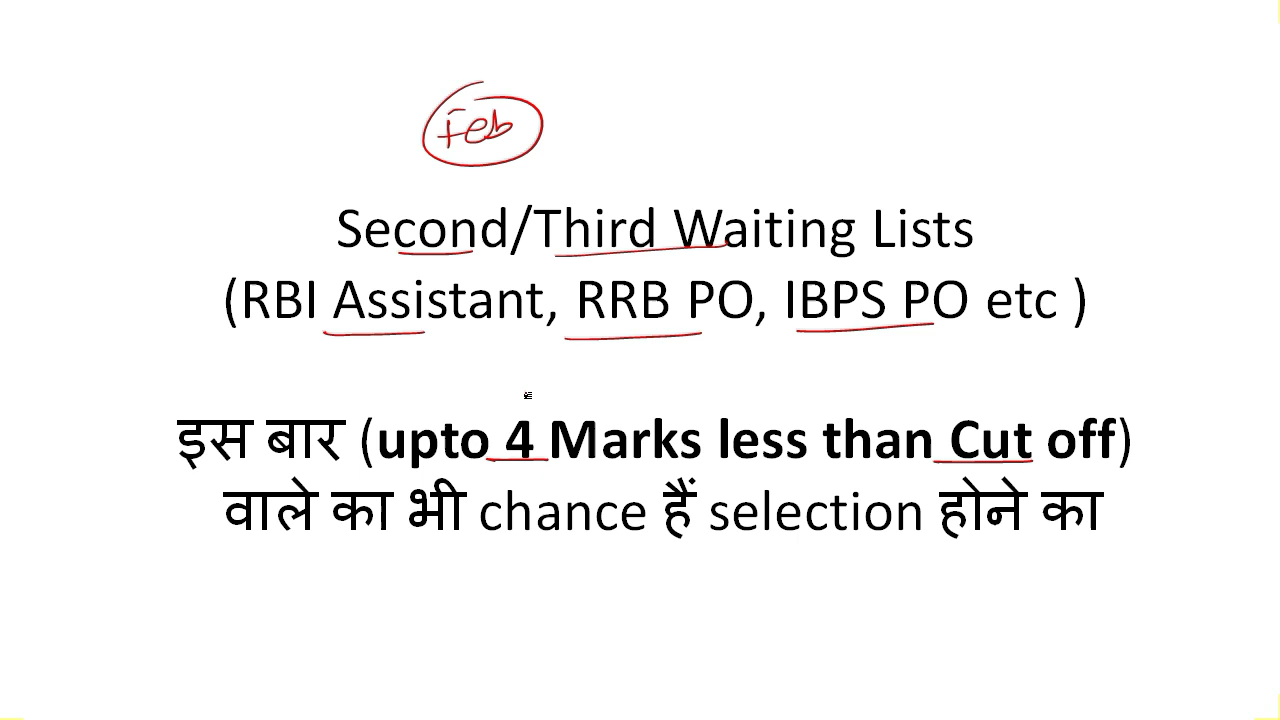 Feb
Second/Third Waiting Lists
(RBI Assistant, RRB PO, IBPS PO etc )
इस बार (upto 4 Marks less than Cut off)
वाले का भी chance हैं selection होने का